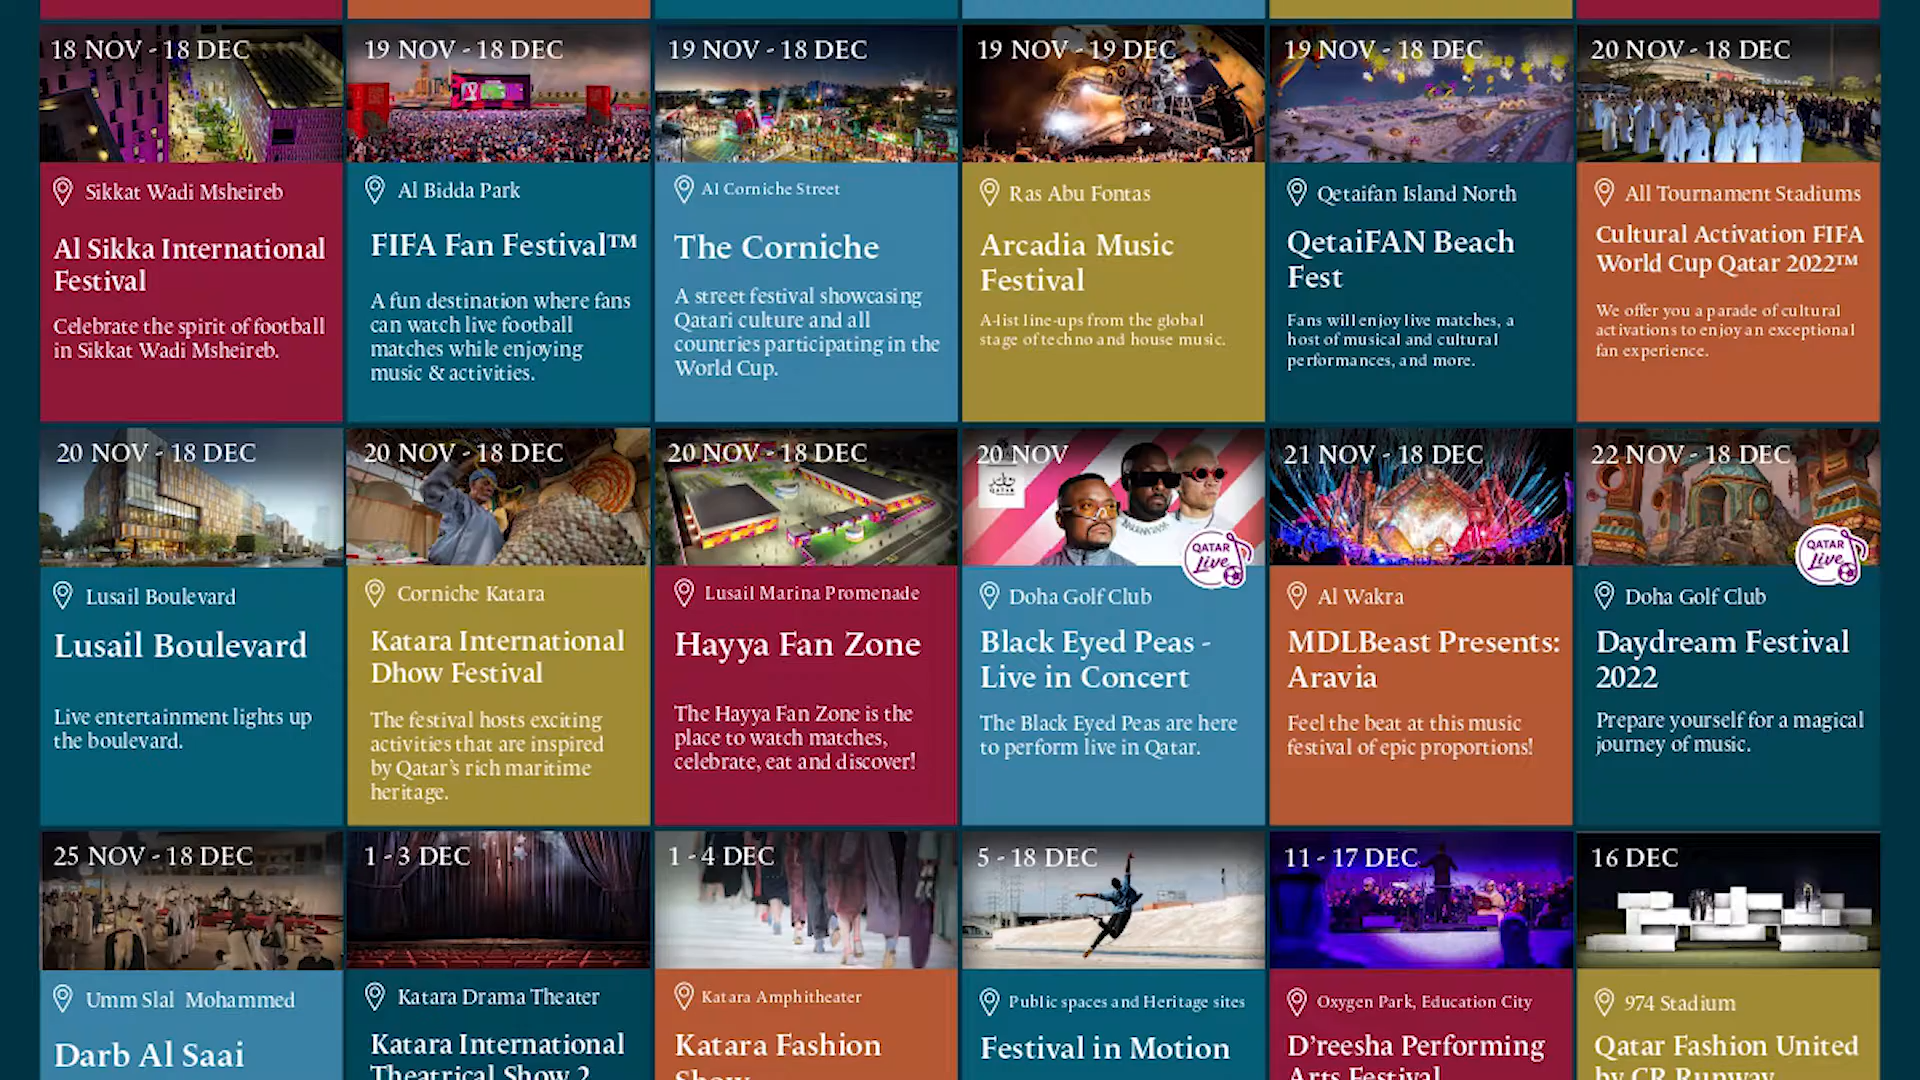 18 NOV - 18 DEC
Sikkat Wadi Msheireb
Al Sikka International
Festival
Celebrate the spirit of football
in Sikkat Wadi Msheireb.
19 NOV - 18 DEC
Al Bidda Park
FIFA Fan Festival™
A fun destination where fans
can watch live football
matches while enjoying
music & activities.
19 NOV - 18 DEC
Al Corniche Street
The Corniche
A street festival showcasing
Qatari culture and all
countries participating in the
World Cup.
19 NOV - 19 DEC
Ras Abu Fontas
Arcadia Music
Festival
A-list line-ups from the global
stage of techno and house music.
19 NOV - 18 DEC
Qetaifan Island North
QetaiFAN Beach
Fest
Fans will enjoy live matches, a
host of musical and cultural
performances, and more.
20 NOV - 18 DEC
All Tournament Stadiums
Cultural Activation FIFA
World Cup Qatar 2022™
We offer you a parade of cultural
activations to enjoy an exceptional
fan experience.
20 NOV - 18 DEC
Lusail Boulevard
Lusail Boulevard
Live entertainment lights up
the boulevard.
20 NOV - 18 DEC
Corniche Katara
Katara International
Dhow Festival
The festival hosts exciting
activities that are inspired
by Qatar's rich maritime
heritage.
20 NOV - 18 DEC
Lusail Marina Promenade
Hayya Fan Zone
The Hayya Fan Zone is the
place to watch matches,
celebrate, eat and discover!
20 NOV
QATAR
QATAR
Live
Doha Golf Club
Black Eyed Peas -
Live in Concert
The Black Eyed Peas are here
to perform live in Qatar.
21 NOV - 18 DEC
Al Wakra
MDLBeast Presents:
Aravia
Feel the beat at this music
festival of epic proportions!
22 NOV - 18 DEC
QATAR
Live
Doha Golf Club
Daydream Festival
2022
Prepare yourself for a magical
journey of music.
25 NOV - 18 DEC
Umm Slal Mohammed
Darb Al Saai
1 - 3 DEC
Katara Drama Theater
Katara International
Theatrical Show 2
1 - 4 DEC
Katara Amphitheater
Katara Fashion
Show
5 - 18 DEC
Public spaces and Heritage sites
Festival in Motion
11 - 17 DEC
Oxygen Park, Education City
D'reesha Performing
Arts Festival
16 DEC
974 Stadium
Qatar Fashion United
by CR Runway